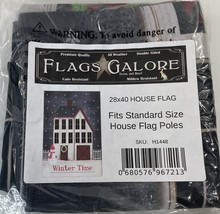 WARNING: To avoid danger of
Premium Quality All Weather Double Sided
FLAGS GALORE
Fade Resistant Mildew Resistant
28x40 HOUSE FLAG
Fits Standard Size
House Flag Poles
SKU: H1448
Winter Time
0 680576 967213